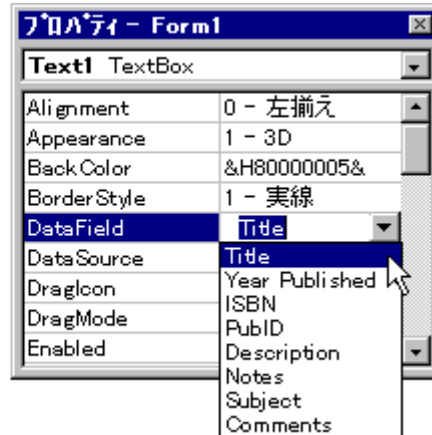 プロパティ - Form1
Text1 TextBox
Alignment 0 - 左揃え
Appearance 1 - 3D
BackColor &H80000005&
BorderStyle 1 - 実線
DataField Title
DataSource Title
DragIcon Year Published
DragMode ISBN
Enabled PubID
Description
Notes
Subject
Comments